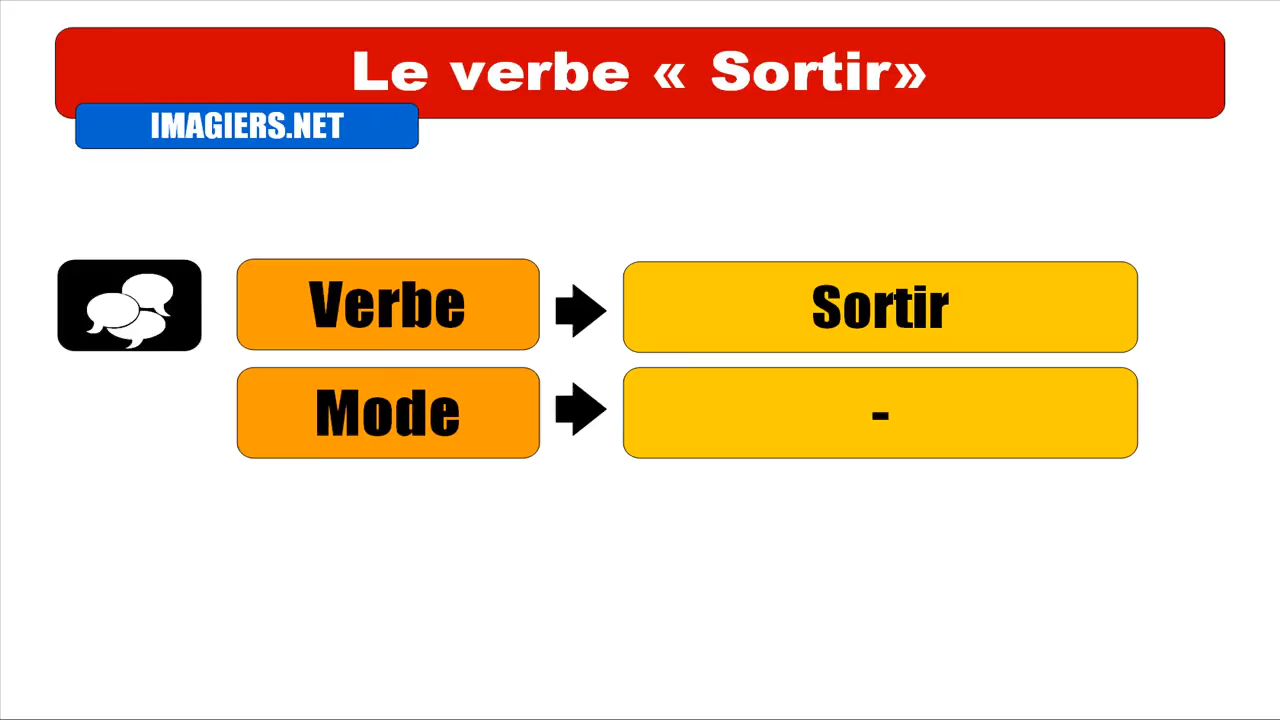 Le verbe « Sortir»
IMAGIERS.NET
Verbe
Sortir
Mode
-